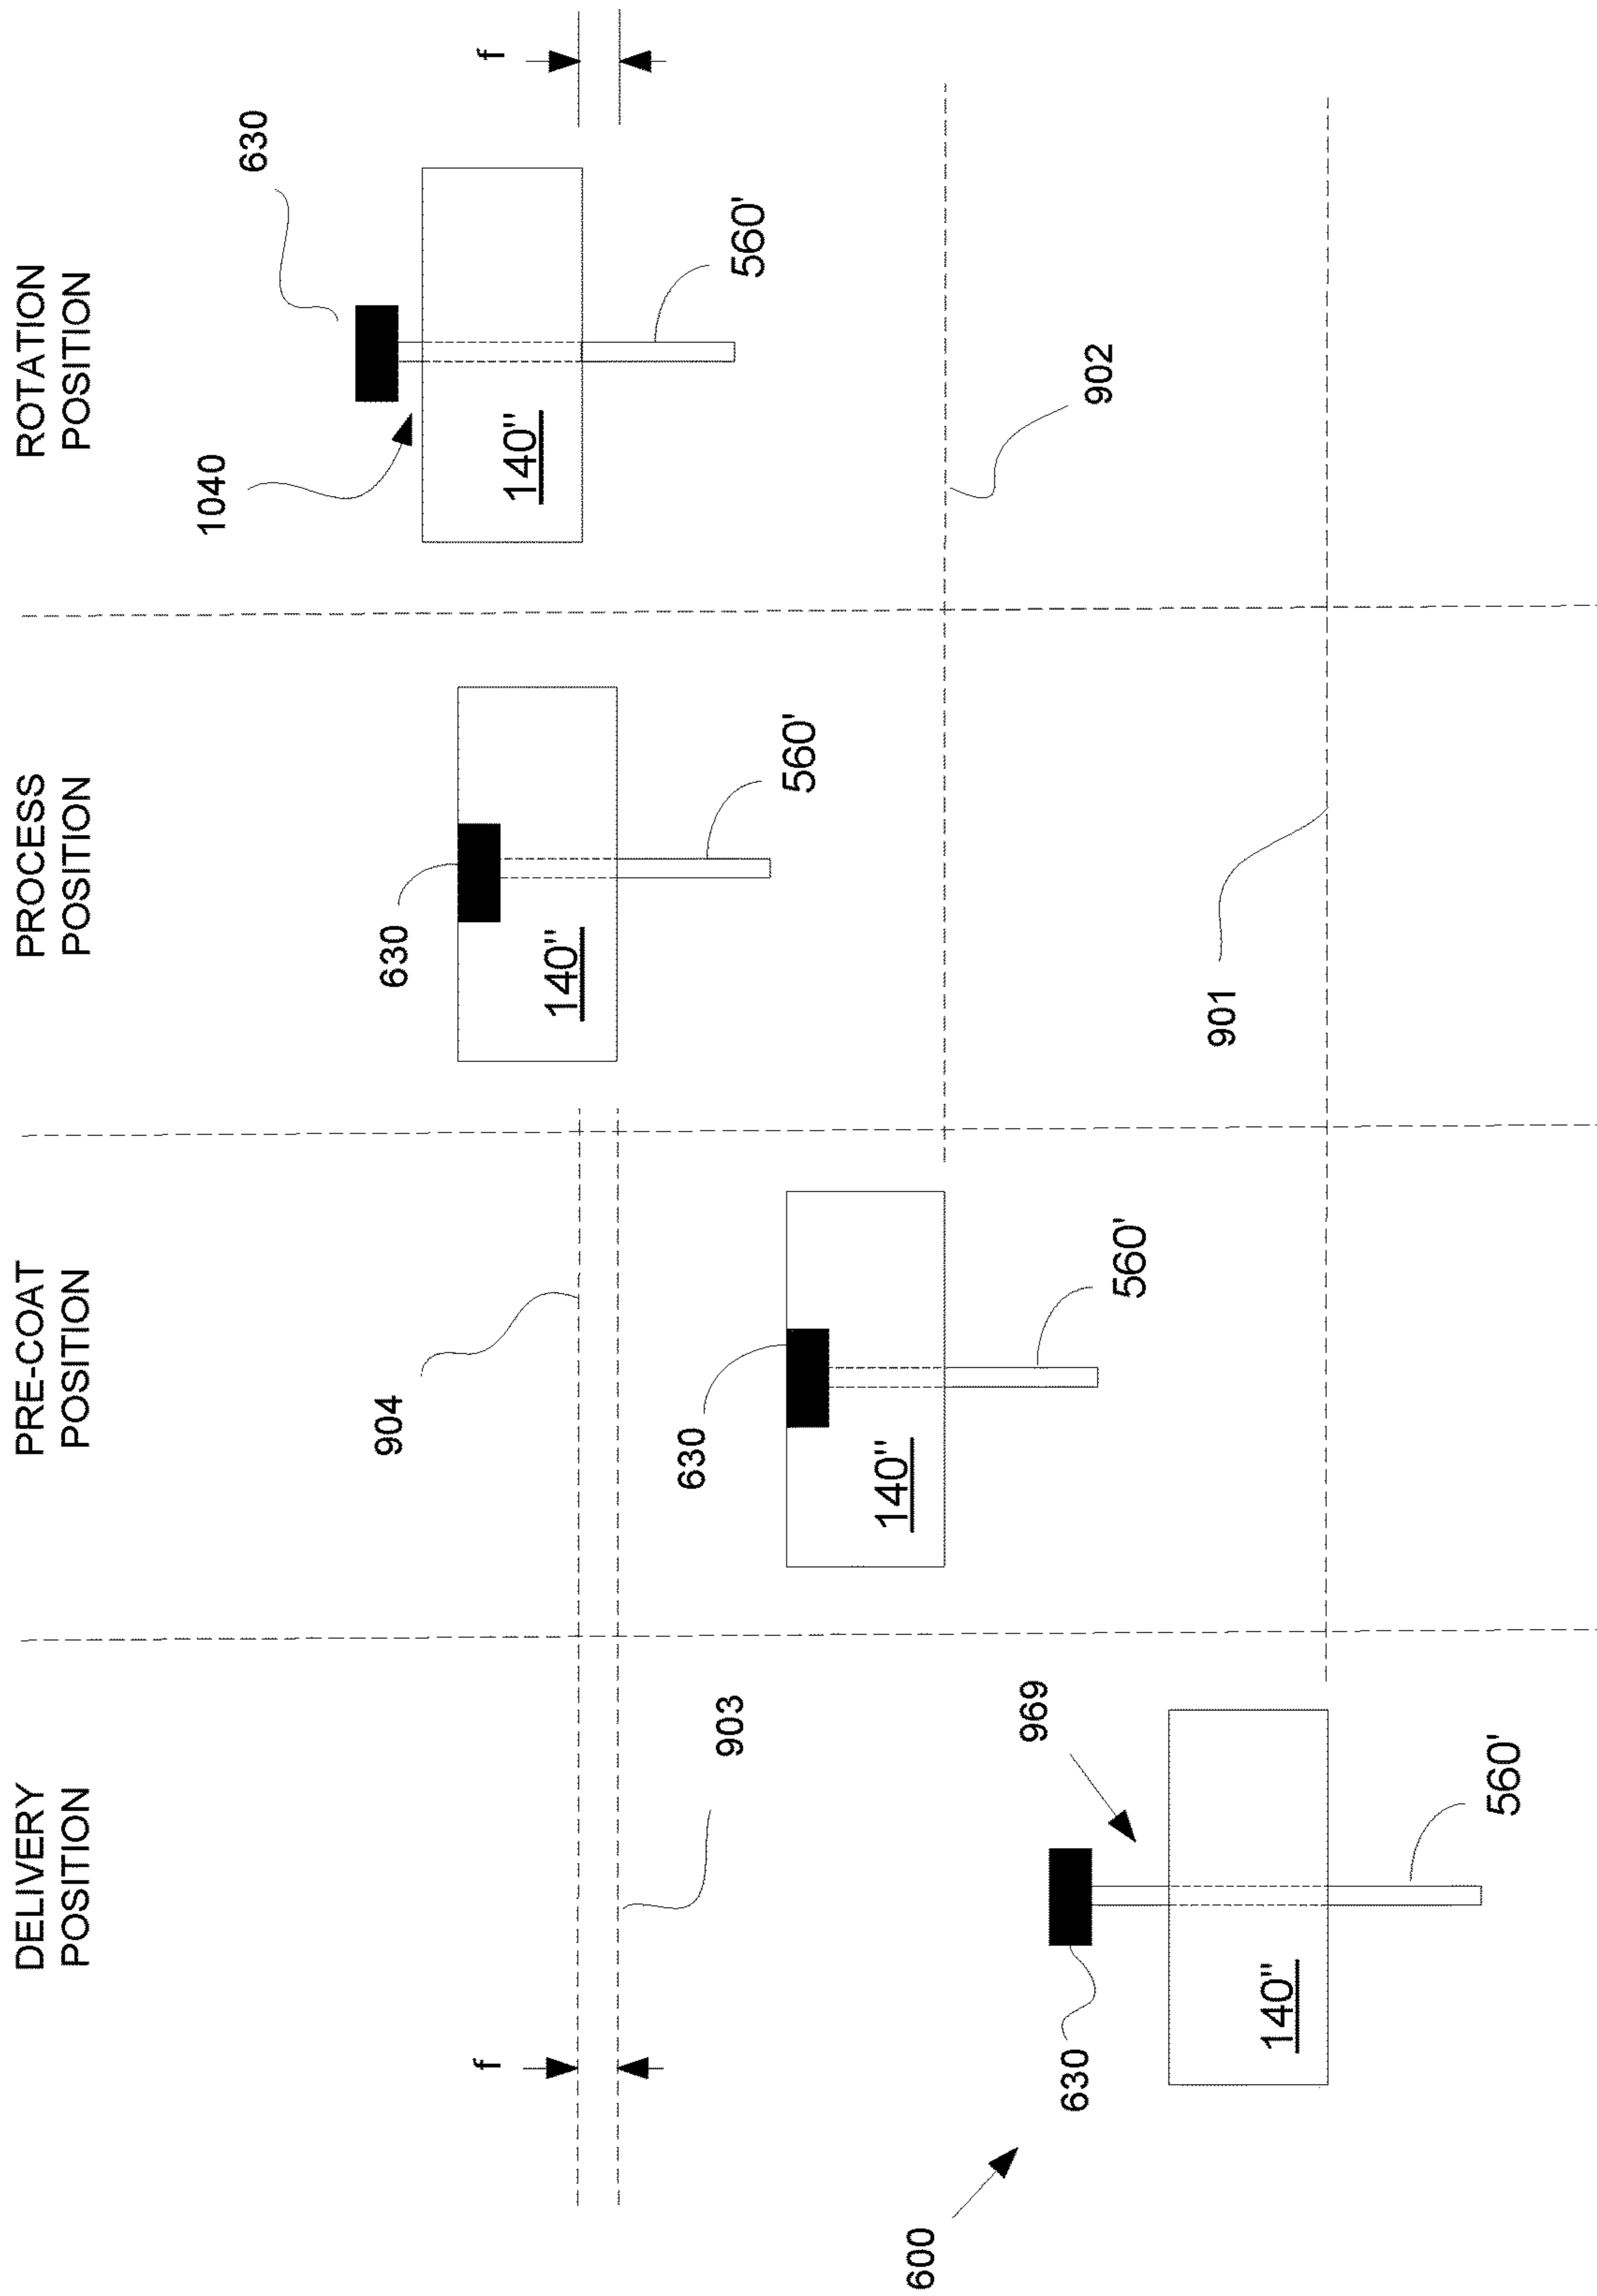 DELIVERY
POSITION
PRE-COAT
POSITION
PROCESS
POSITION
ROTATION
POSITION
f
903
904
630
1040
630
f
630
140"
560'
140"
560'
630
140"
560'
902
600
630
969
140"
560'
901